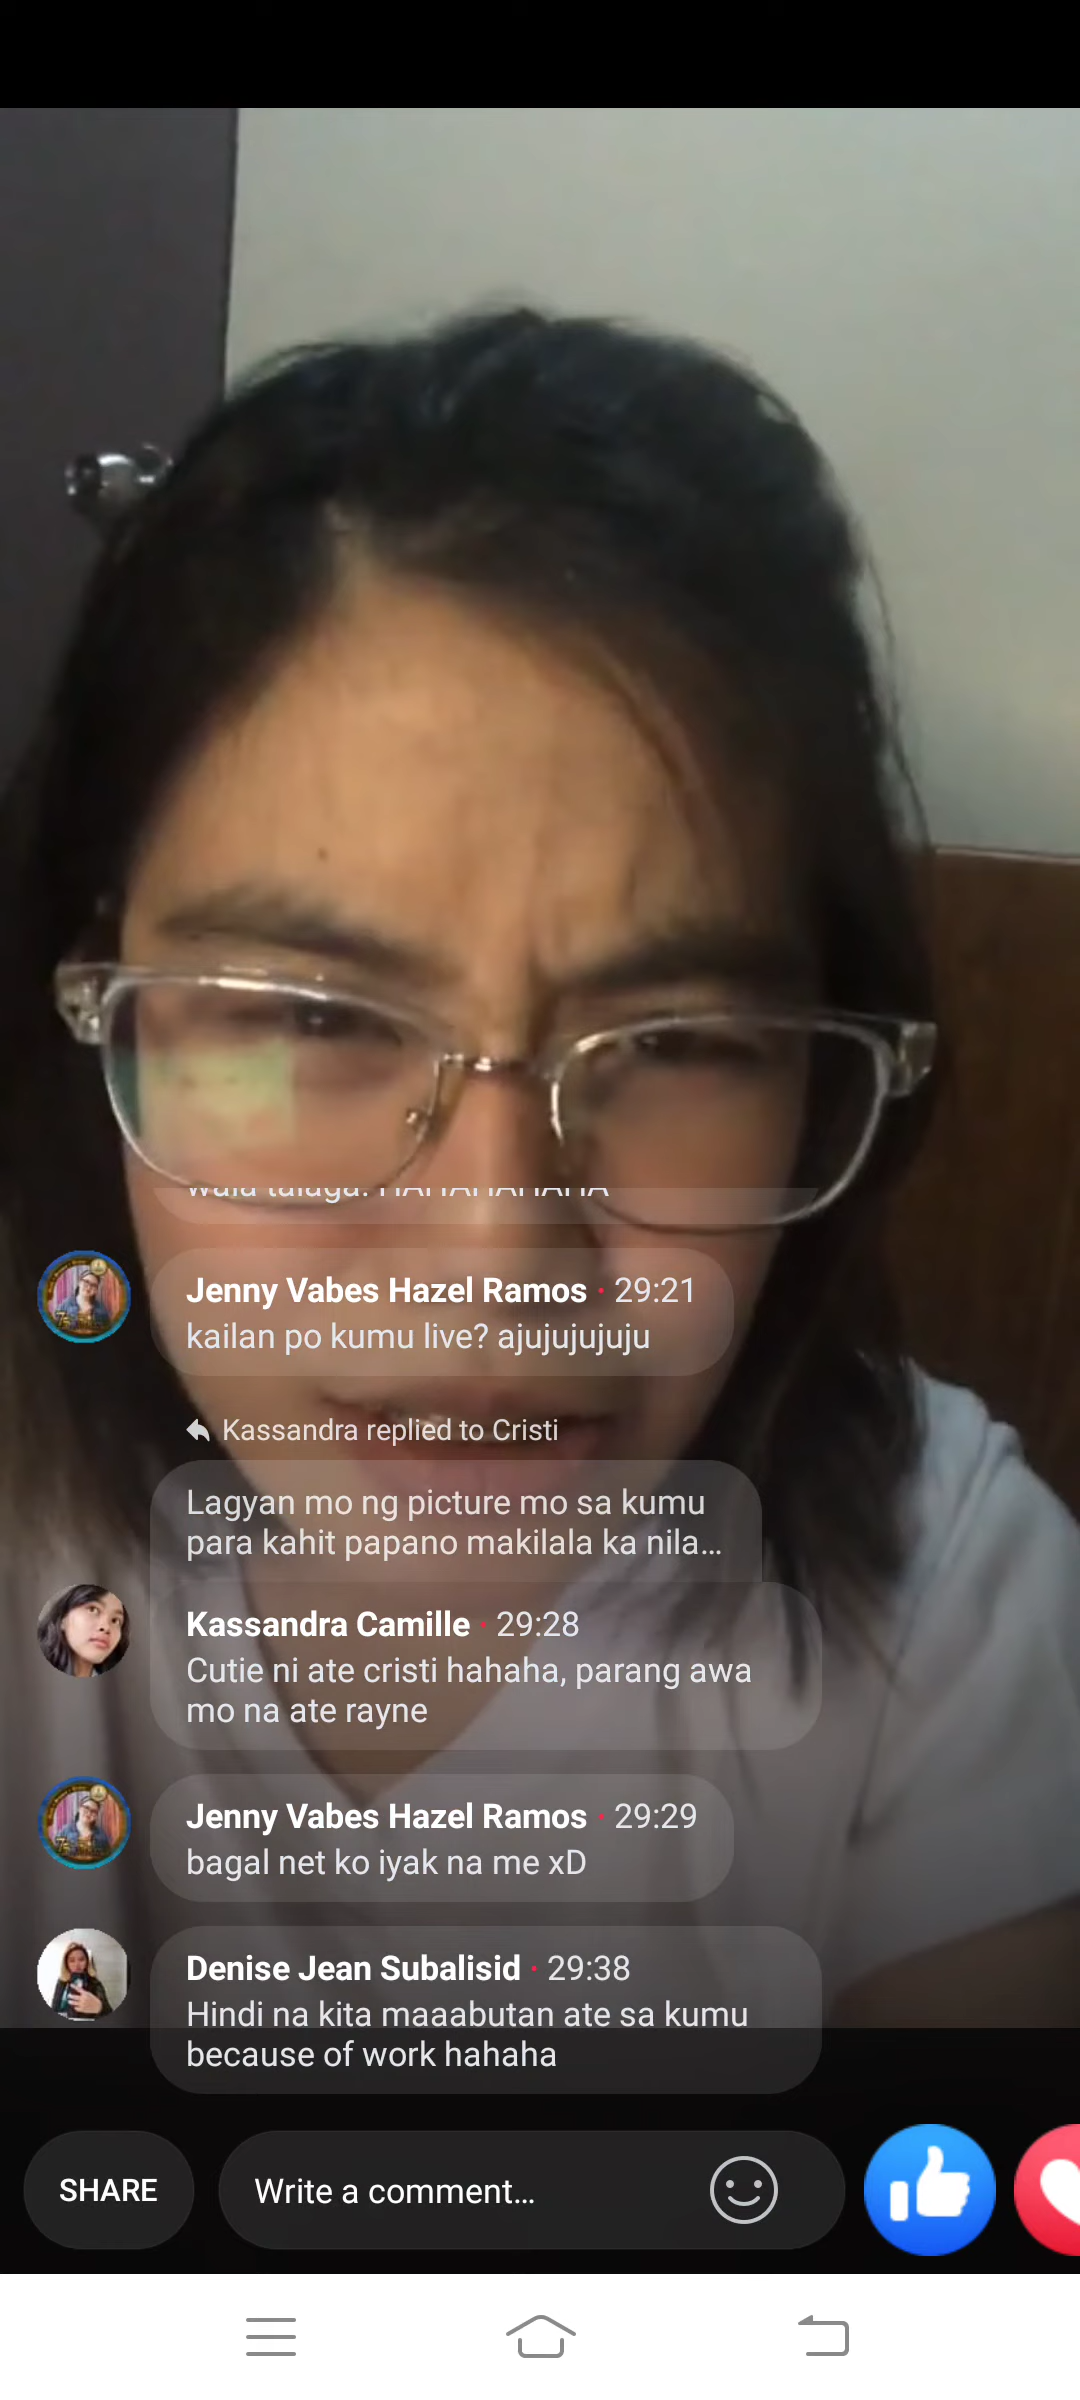 wala talaga. HAHAHAHAHA
Jenny Vabes Hazel Ramos · 29:21
kailan po kumu live? ajujujujuju
Kassandra replied to Cristi
Lagyan mo ng picture mo sa kumu
para kahit papano makilala ka nila...
Kassandra Camille · 29:28
Cutie ni ate cristi hahaha, parang awa
mo na ate rayne
Jenny Vabes Hazel Ramos · 29:29
bagal net ko iyak na me xD
Denise Jean Subalisid · 29:38
Hindi na kita maaabutan ate sa kumu
because of work hahaha
SHARE
Write a comment...